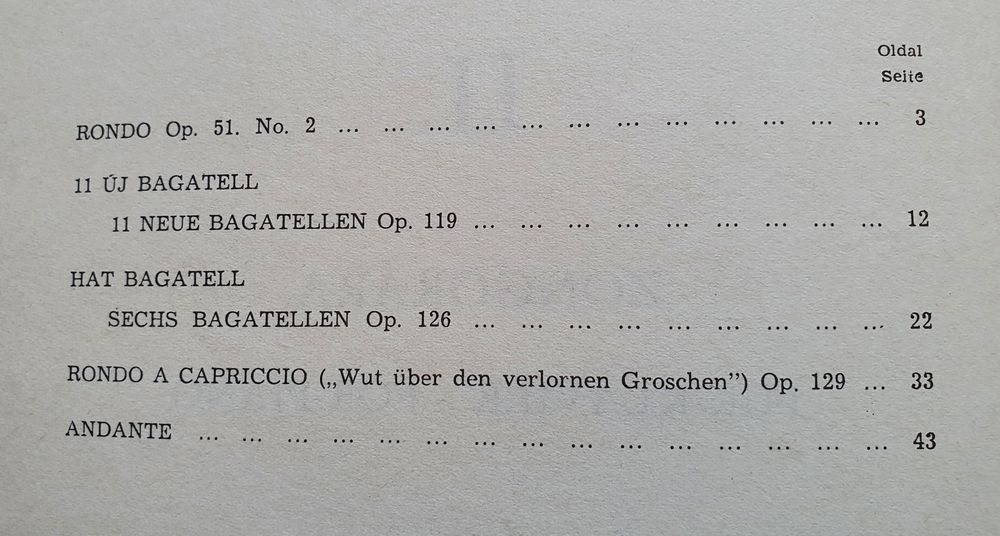 Oldal
Seite
RONDO Op. 51. No. 2 ... ... ... ... ... ... ... ... ... ... ... ... 3
11 ÚJ BAGATELL
11 NEUE BAGATELLEN Op. 119 ... ... ... ... ... ... ... ... ... 12
HAT BAGATELL
SECHS BAGATELLEN Op. 126 ... ... ... ... ... ... ... ... ... 22
RONDO A CAPRICCIO („Wut über den verlornen Groschen”) Op. 129 ... 33
ANDANTE ... ... ... ... ... ... ... ... ... ... ... ... ... ... ... 43